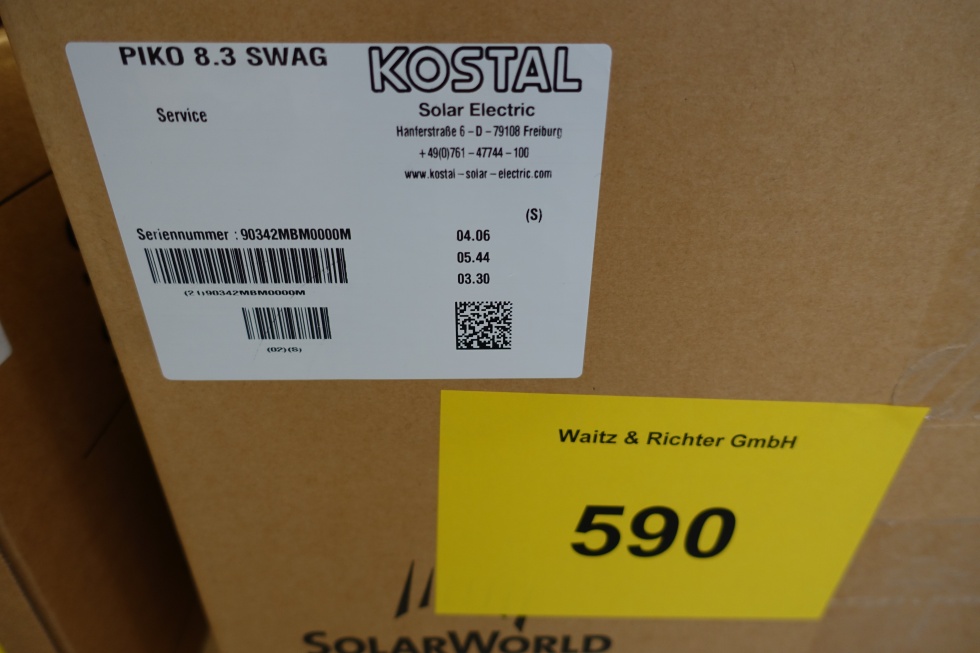 PIKO 8.3 SWAG
KOSTAL
Solar Electric
Service
Hanferstraße 6 – D – 79108 Freiburg
+49(0)761 – 47744 – 100
www.kostal – solar – electric.com
(S)
Seriennummer : 90342MBM0000M
04.06
05.44
03.30
(21)90342MBM0000M
(02)(S)
Waitz & Richter GmbH
590
SOLARWORLD